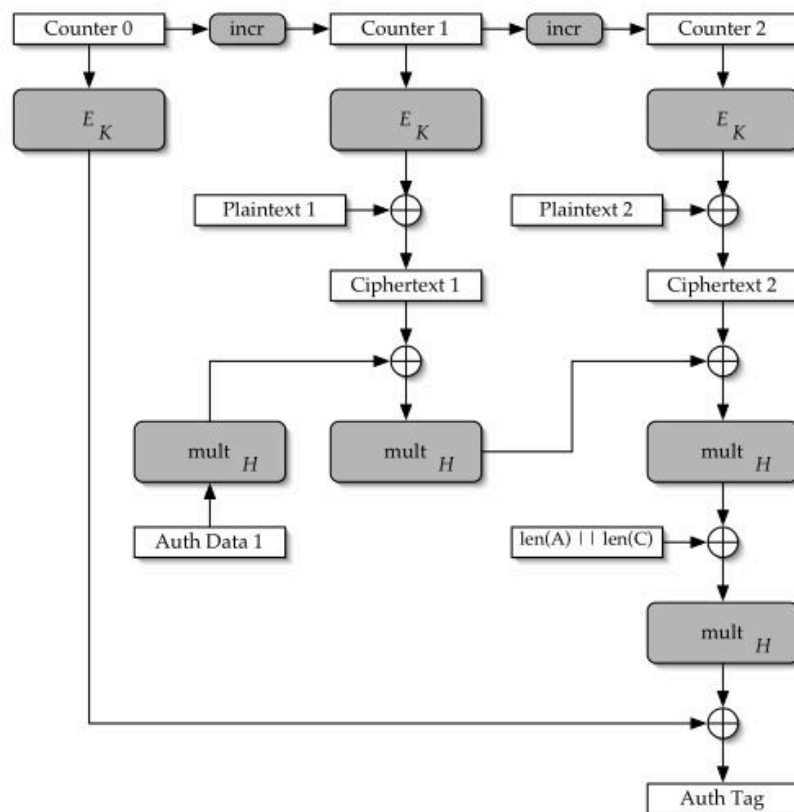 Counter 0
incr
Counter 1
incr
Counter 2
E K
E K
E K
Plaintext 1
Plaintext 2
Ciphertext 1
Ciphertext 2
mult H
mult H
mult H
Auth Data 1
len(A) || len(C)
mult H
Auth Tag